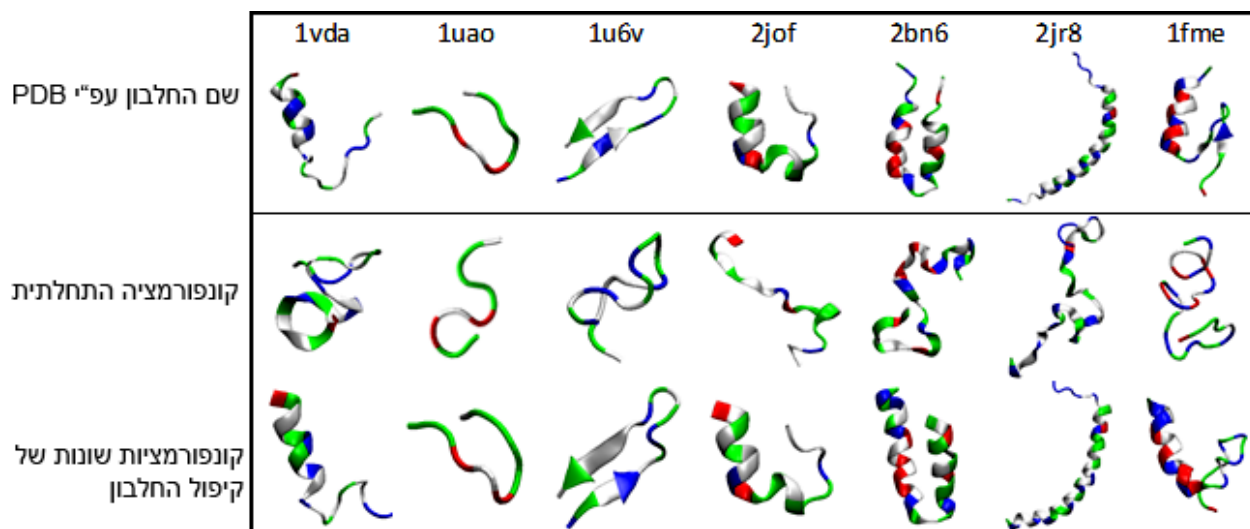 1vda 1uao 1u6v 2jof 2bn6 2jr8 1fme
שם החלבון עפ"י PDB
קונפורמציה התחלתית
קונפורמציות שונות של
קיפול החלבון